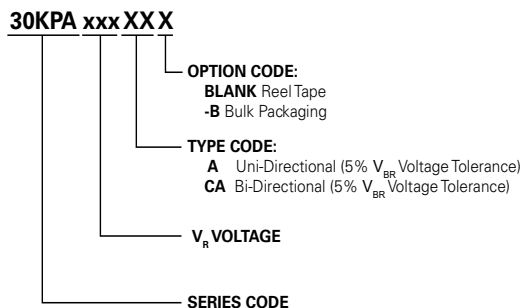 30KPA xxx XX X
OPTION CODE:
BLANK Reel Tape
-B Bulk Packaging
TYPE CODE:
A Uni-Directional (5% VBR Voltage Tolerance)
CA Bi-Directional (5% VBR Voltage Tolerance)
VR VOLTAGE
SERIES CODE